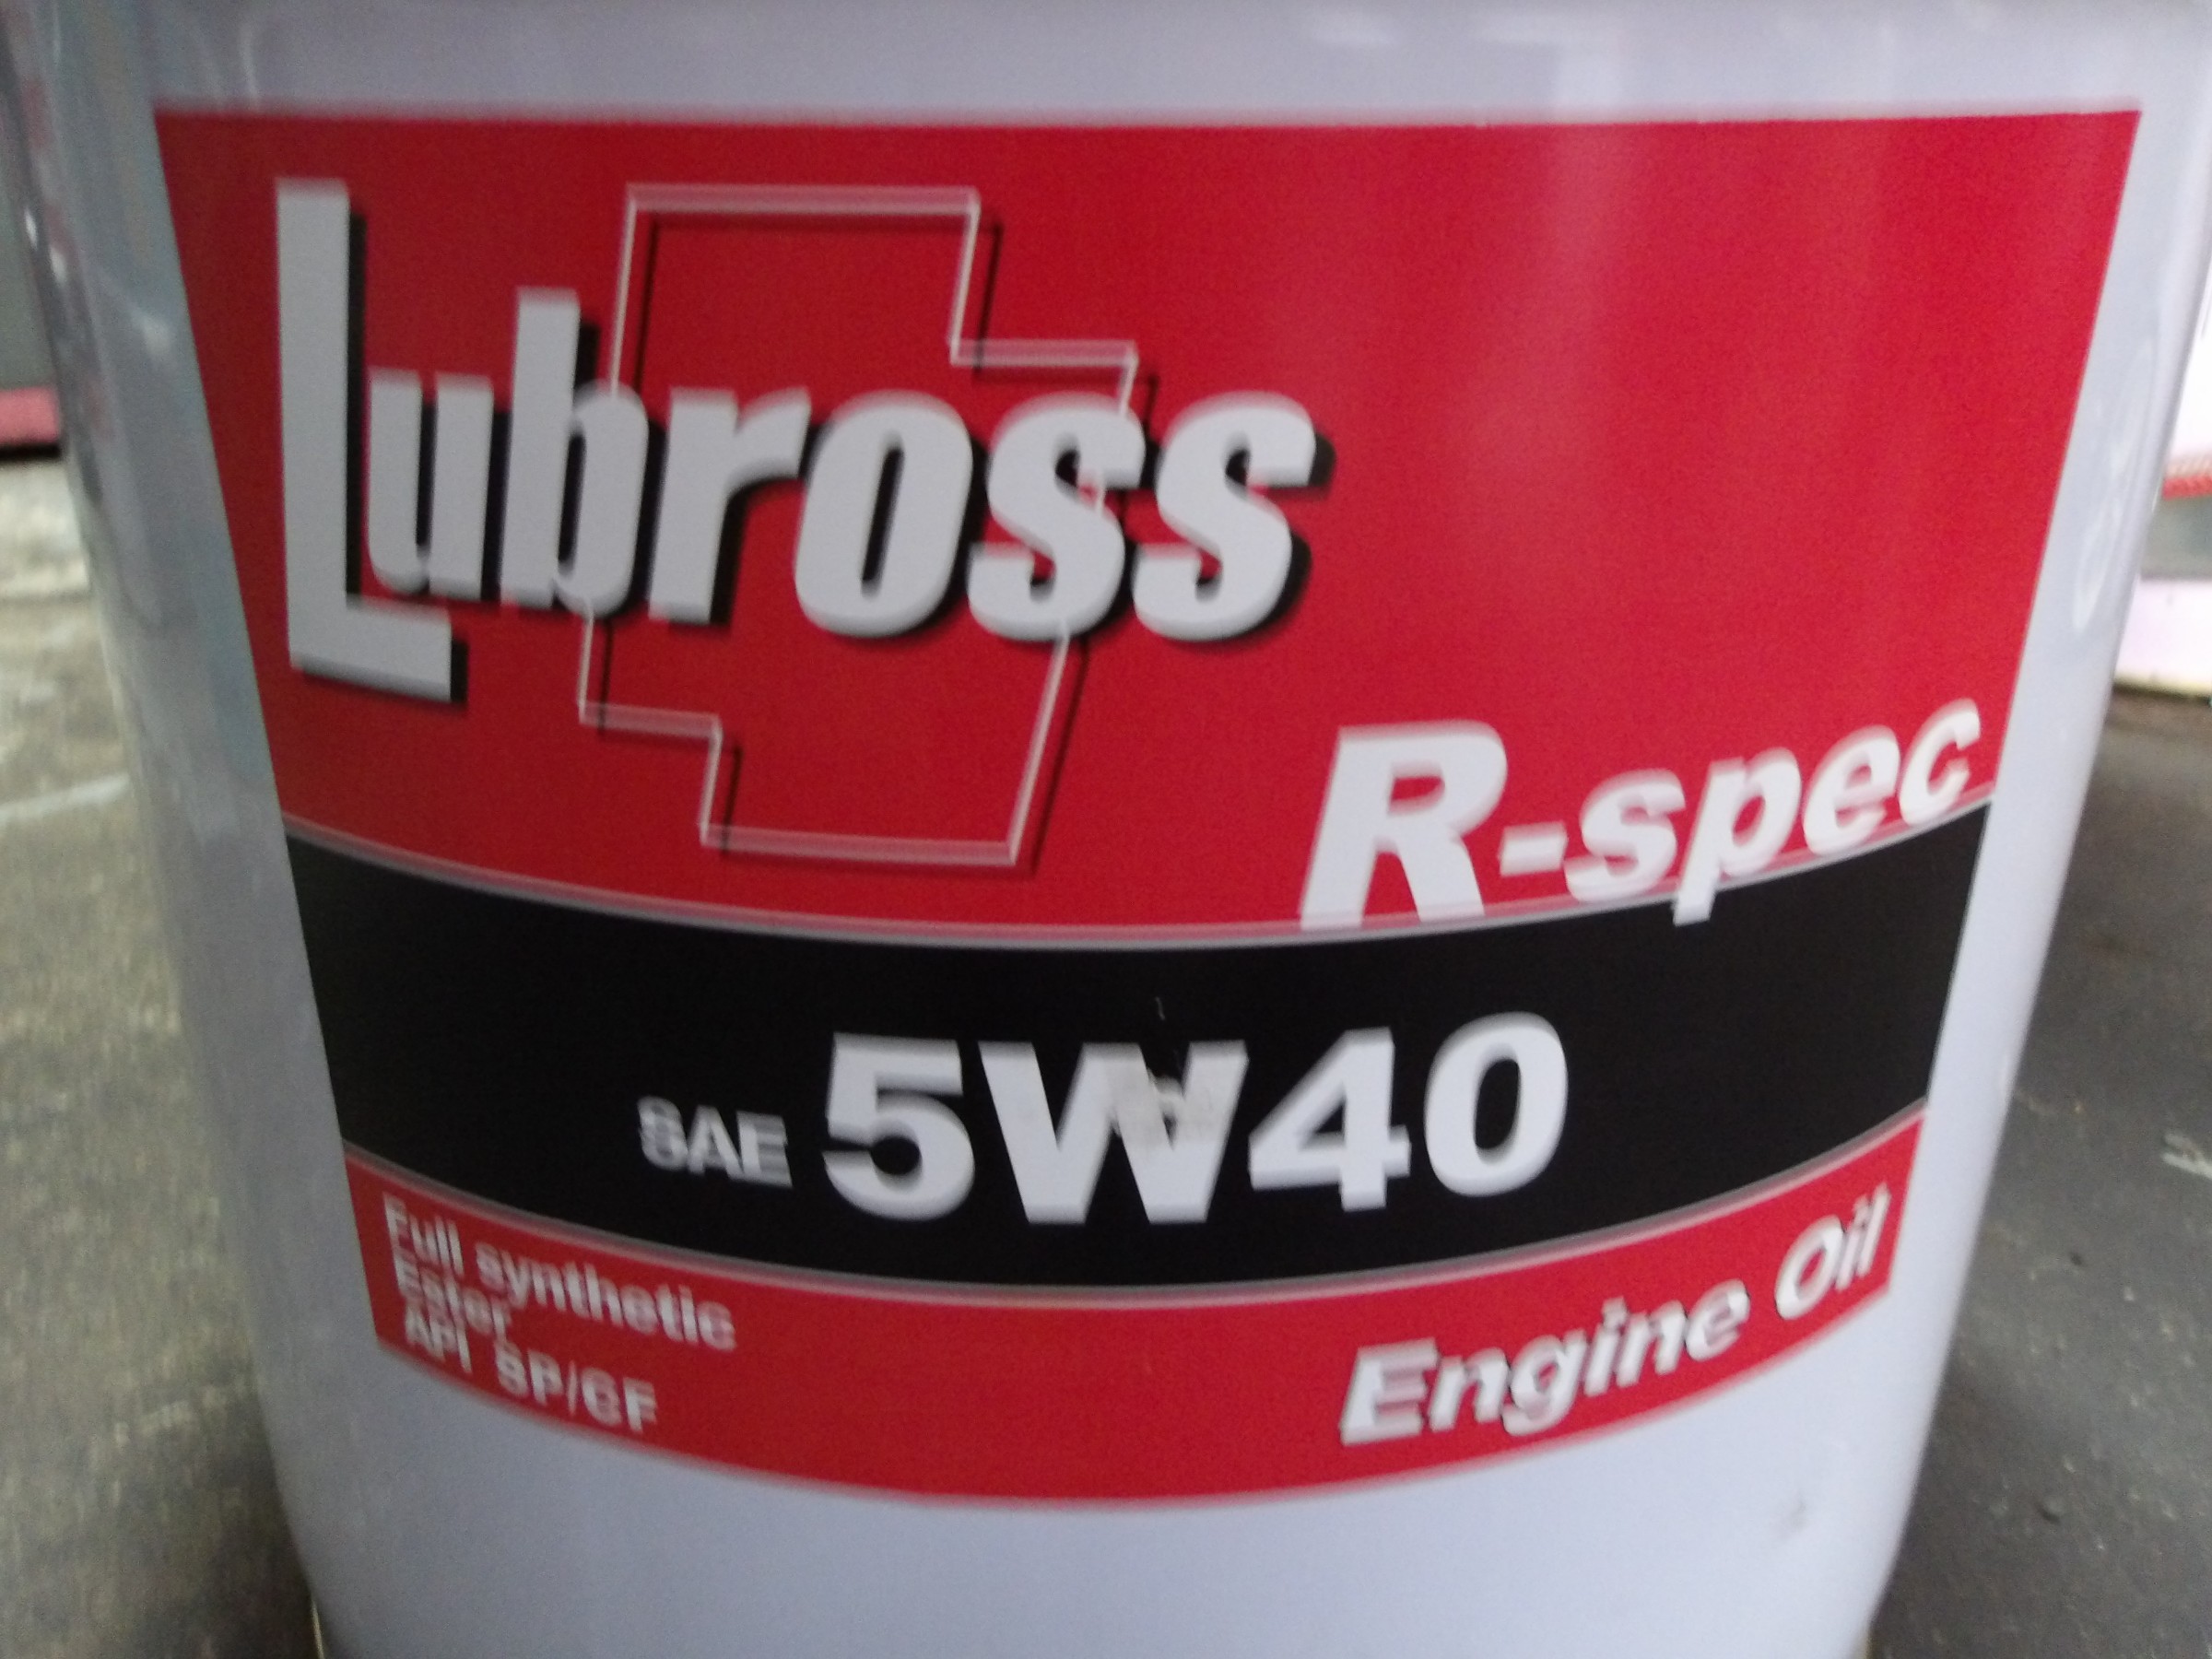 Lubross
R-spec
SAE 5W40
Full synthetic
Ester
API SP/CF
Engine Oil